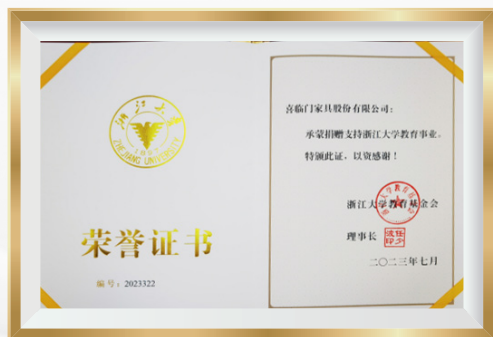 浙江大学
1897
ZHEJIANG UNIVERSITY
荣誉证书
编号：2023322
喜临门家具股份有限公司：
承蒙捐赠支持浙江大学教育事业。
特颁此证，以资感谢！
浙江大学教育基金会
理事长
二〇二三年七月